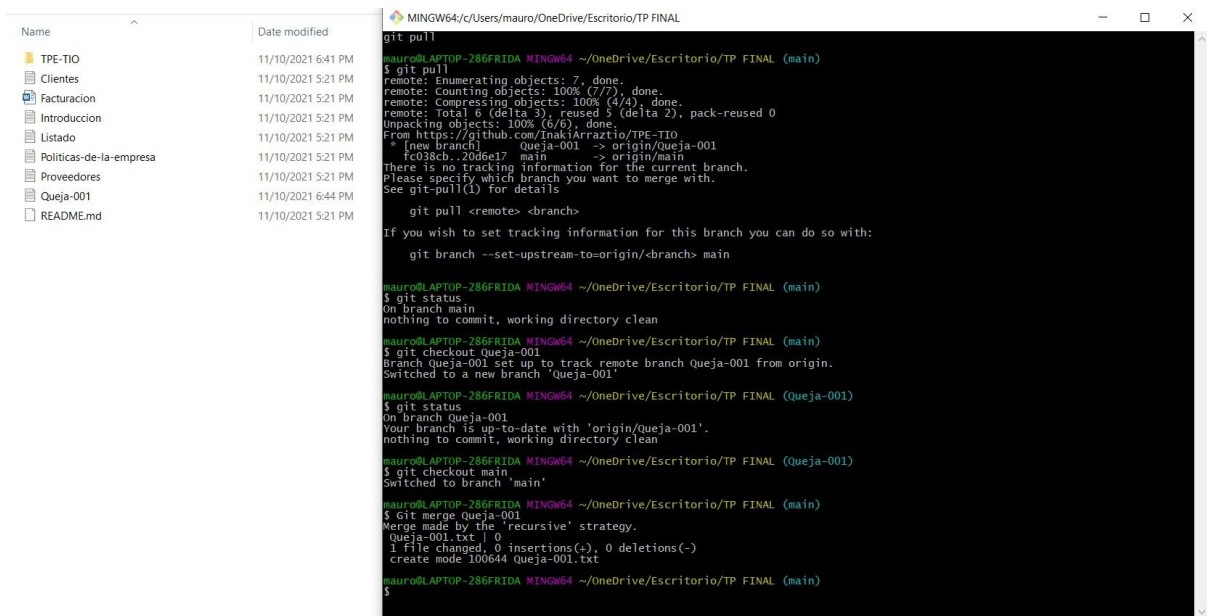 Name Date modified
TPE-TIO 11/10/2021 6:41 PM
Clientes 11/10/2021 5:21 PM
Facturacion 11/10/2021 5:21 PM
Introduccion 11/10/2021 5:21 PM
Listado 11/10/2021 5:21 PM
Politicas-de-la-empresa 11/10/2021 5:21 PM
Proveedores 11/10/2021 5:21 PM
Queja-001 11/10/2021 6:44 PM
README.md 11/10/2021 5:21 PM
MINGW64:/c/Users/mauro/OneDrive/Escritorio/TP FINAL
git pull
mauro@LAPTOP-286FRIDA MINGW64 ~/OneDrive/Escritorio/TP FINAL (main)
$ git pull
remote: Enumerating objects: 7, done.
remote: Counting objects: 100% (7/7), done.
remote: Compressing objects: 100% (4/4), done.
remote: Total 6 (delta 3), reused 5 (delta 2), pack-reused 0
Unpacking objects: 100% (6/6), done.
From https://github.com/InakiArraztio/TPE-TIO
* [new branch] Queja-001 -> origin/Queja-001
fc038cb..20d6e17 main -> origin/main
There is no tracking information for the current branch.
Please specify which branch you want to merge with.
See git-pull(1) for details
git pull <remote> <branch>
If you wish to set tracking information for this branch you can do so with:
git branch --set-upstream-to=origin/<branch> main
mauro@LAPTOP-286FRIDA MINGW64 ~/OneDrive/Escritorio/TP FINAL (main)
$ git status
On branch main
nothing to commit, working directory clean
mauro@LAPTOP-286FRIDA MINGW64 ~/OneDrive/Escritorio/TP FINAL (main)
$ git checkout Queja-001
Branch Queja-001 set up to track remote branch Queja-001 from origin.
Switched to a new branch 'Queja-001'
mauro@LAPTOP-286FRIDA MINGW64 ~/OneDrive/Escritorio/TP FINAL (Queja-001)
$ git status
On branch Queja-001
Your branch is up-to-date with 'origin/Queja-001'.
nothing to commit, working directory clean
mauro@LAPTOP-286FRIDA MINGW64 ~/OneDrive/Escritorio/TP FINAL (Queja-001)
$ git checkout main
Switched to branch 'main'
mauro@LAPTOP-286FRIDA MINGW64 ~/OneDrive/Escritorio/TP FINAL (main)
$ Git merge Queja-001
Merge made by the 'recursive' strategy.
Queja-001.txt | 0
1 file changed, 0 insertions(+), 0 deletions(-)
create mode 100644 Queja-001.txt
mauro@LAPTOP-286FRIDA MINGW64 ~/OneDrive/Escritorio/TP FINAL (main)
$